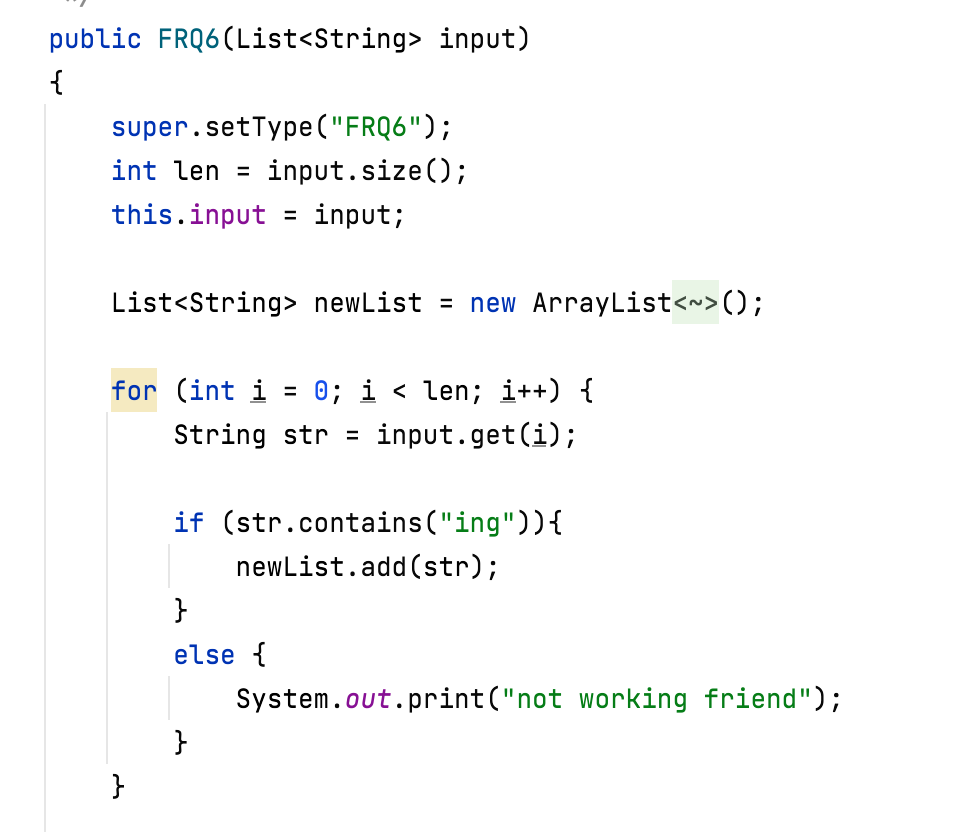 */
public FRQ6(List<String> input)
{
super.setType("FRQ6");
int len = input.size();
this.input = input;
List<String> newList = new ArrayList<~>();
for (int i = 0; i < len; i++) {
String str = input.get(i);
if (str.contains("ing")){
newList.add(str);
}
else {
System.out.print("not working friend");
}
}